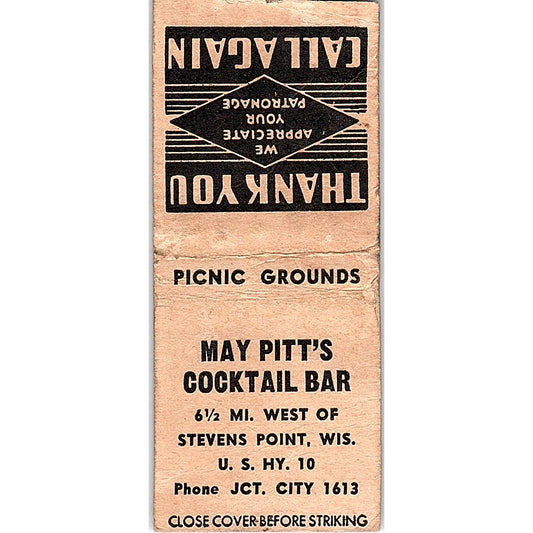 THANK YOU
WE
APPRECIATE
YOUR
PATRONAGE
CALL AGAIN
PICNIC GROUNDS
MAY PITT'S
COCKTAIL BAR
6½ MI. WEST OF
STEVENS POINT, WIS.
U. S. HY. 10
Phone JCT. CITY 1613
CLOSE COVER BEFORE STRIKING